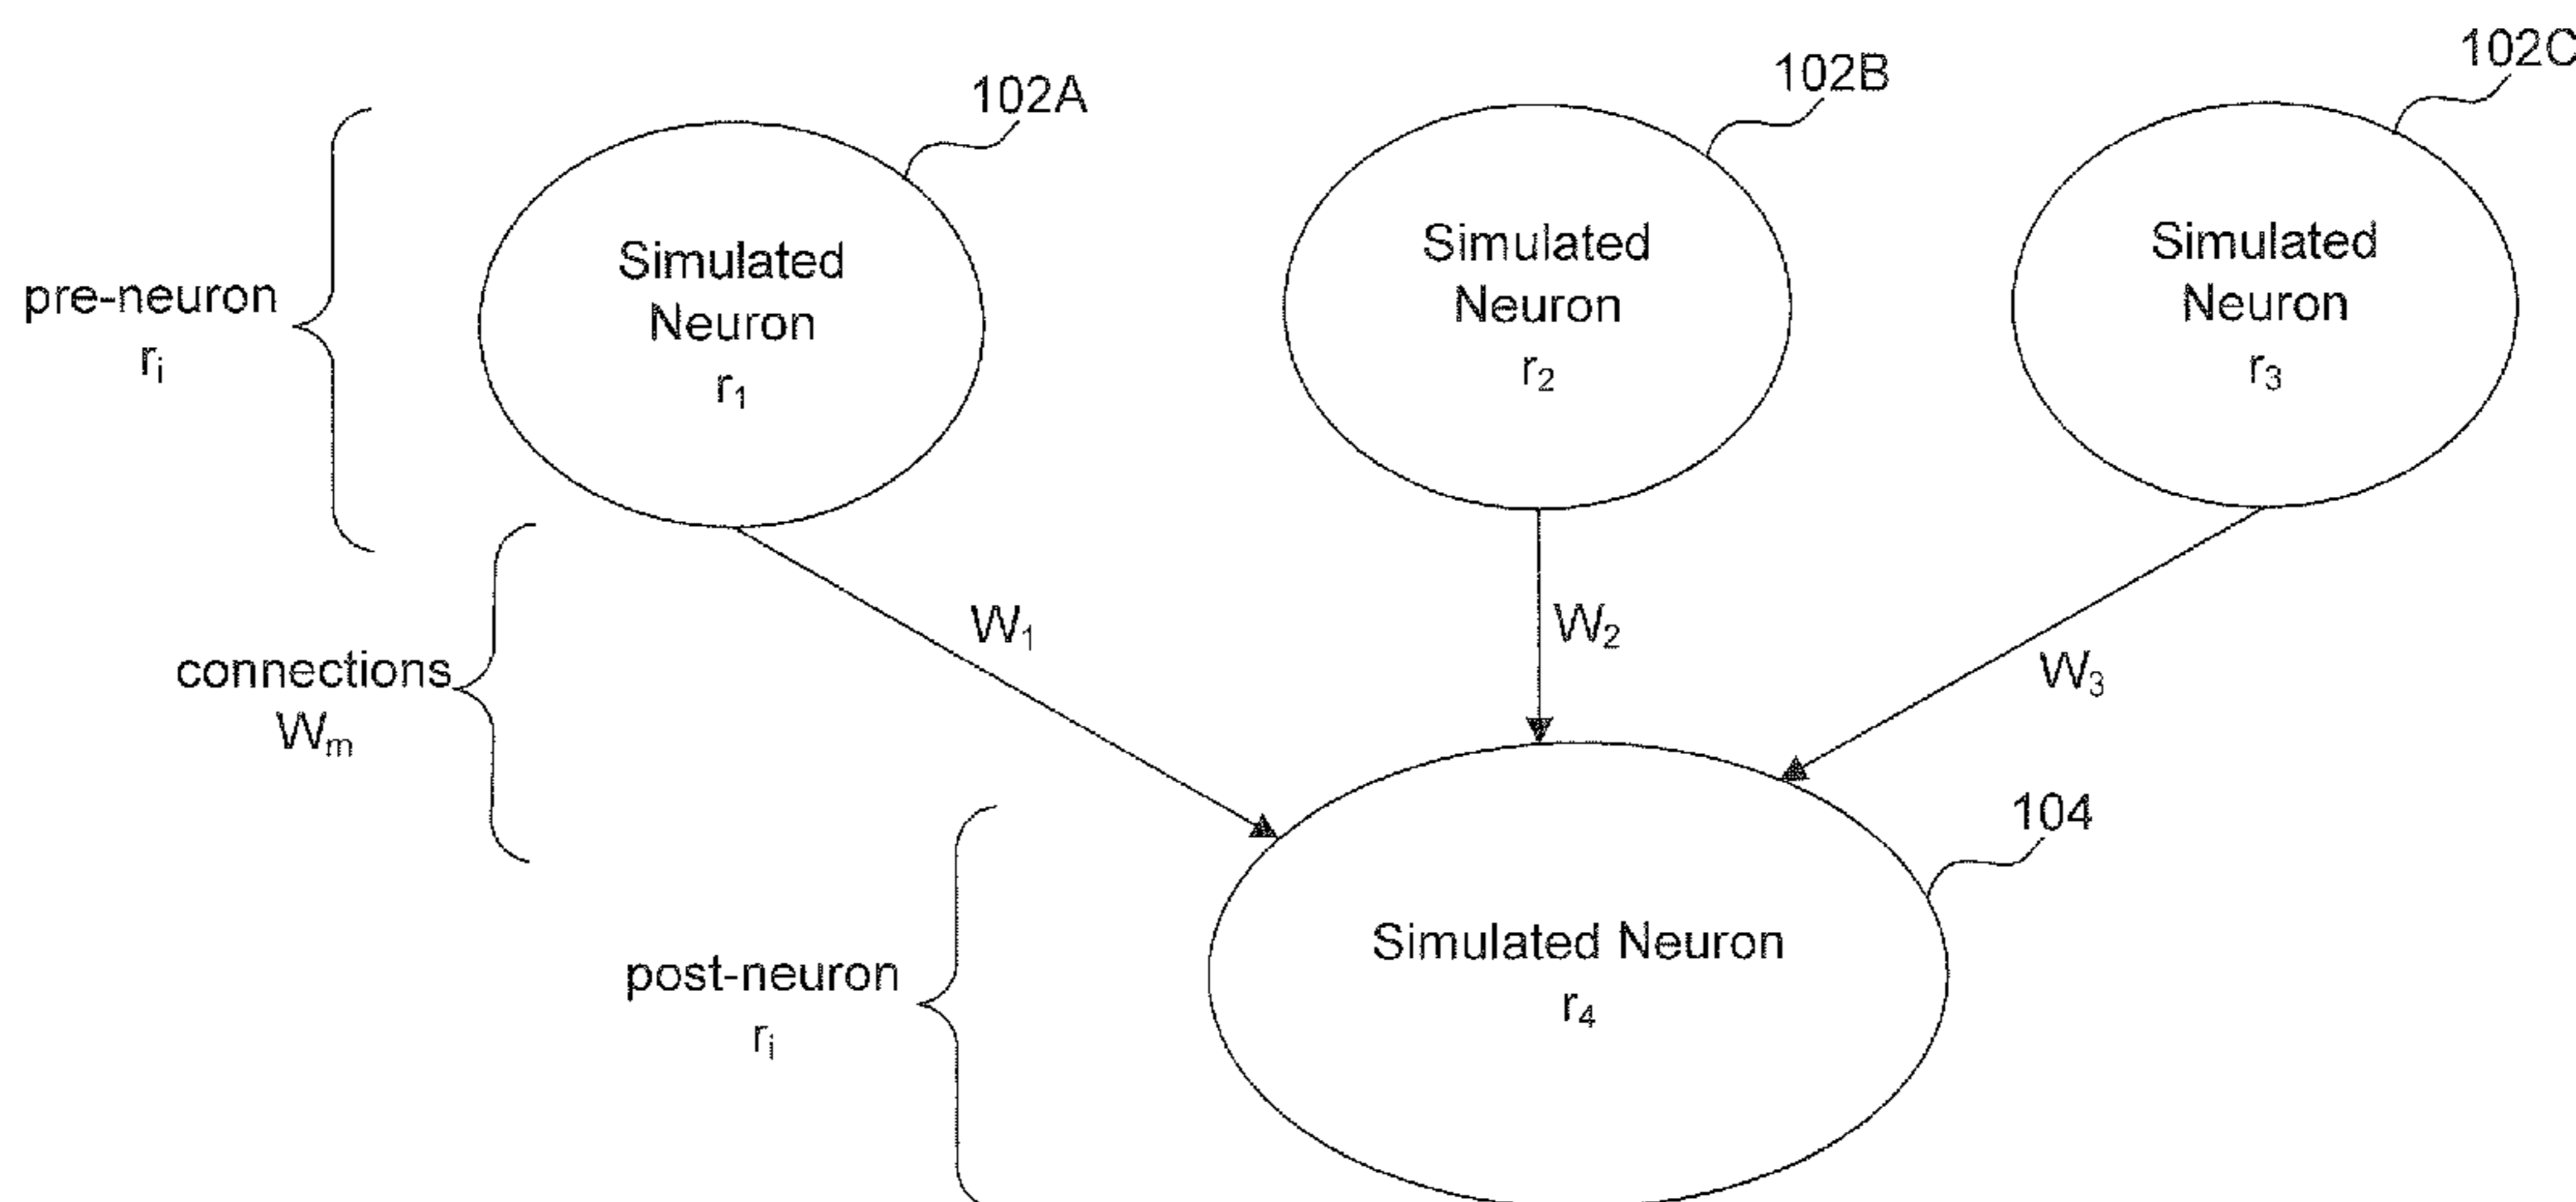 102A
102B
102C
pre-neuron
rᵢ
Simulated
Neuron
r₁
Simulated
Neuron
r₂
Simulated
Neuron
r₃
connections
Wₘ
W₁
W₂
W₃
104
post-neuron
rᵢ
Simulated Neuron
r₄